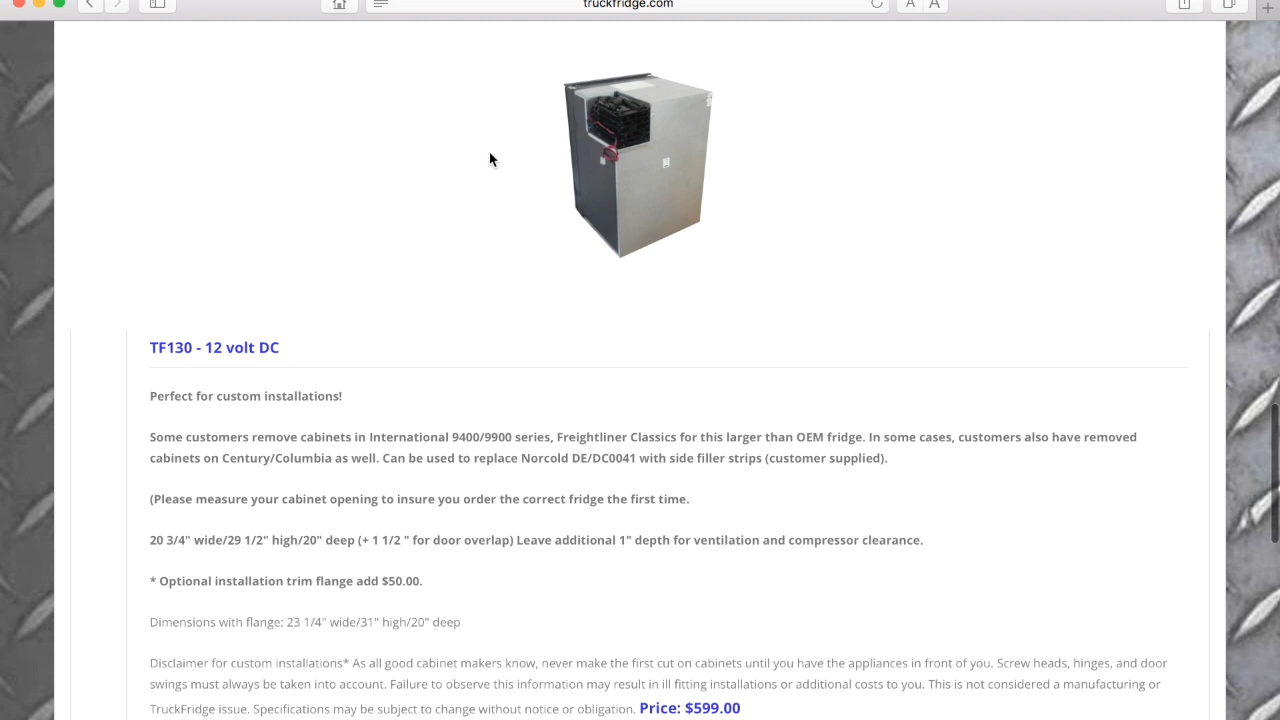 truckfridge.com
A A
TF130 - 12 volt DC
Perfect for custom installations!
Some customers remove cabinets in International 9400/9900 series, Freightliner Classics for this larger than OEM fridge. In some cases, customers also have removed
cabinets on Century/Columbia as well. Can be used to replace Norcold DE/DC0041 with side filler strips (customer supplied).
(Please measure your cabinet opening to insure you order the correct fridge the first time.
20 3/4" wide/29 1/2" high/20" deep (+ 1 1/2 " for door overlap) Leave additional 1" depth for ventilation and compressor clearance.
* Optional installation trim flange add $50.00.
Dimensions with flange: 23 1/4" wide/31" high/20" deep
Disclaimer for custom installations* As all good cabinet makers know, never make the first cut on cabinets until you have the appliances in front of you. Screw heads, hinges, and door
swings must always be taken into account. Failure to observe this information may result in ill fitting installations or additional costs to you. This is not considered a manufacturing or
TruckFridge issue. Specifications may be subject to change without notice or obligation. Price: $599.00